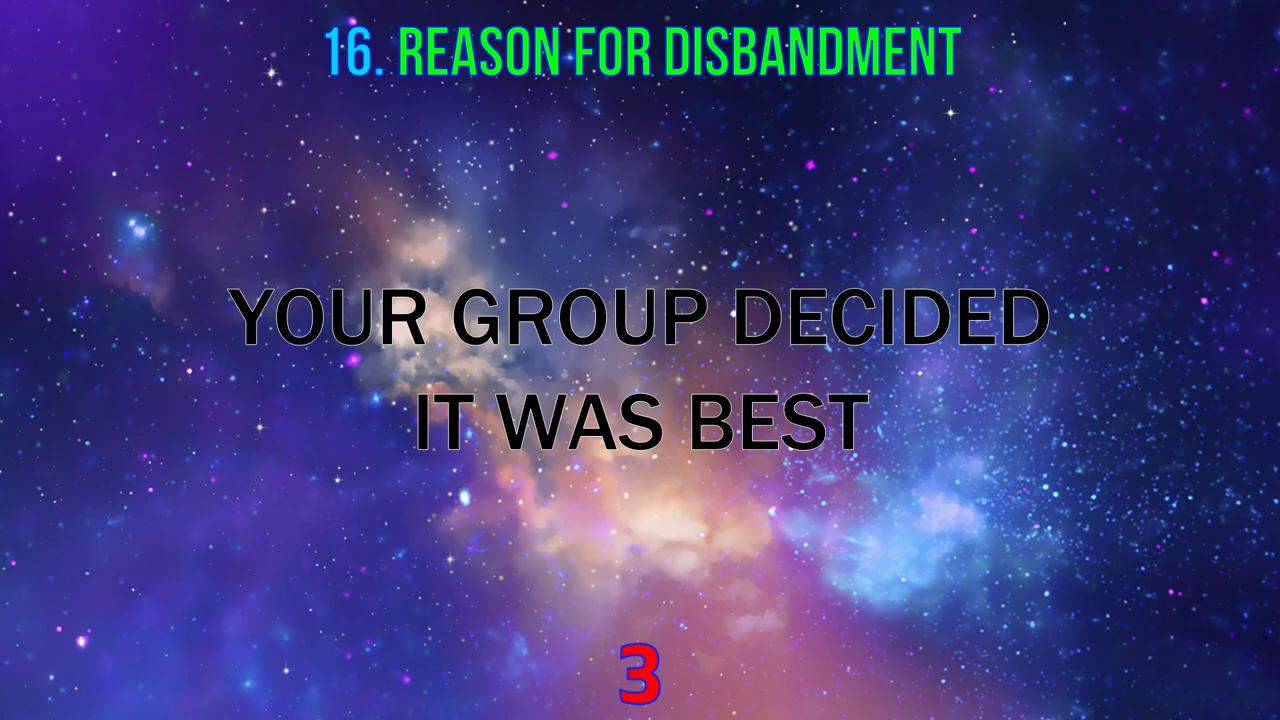 16. REASON FOR DISBANDMENT
YOUR GROUP DECIDED
IT WAS BEST
3